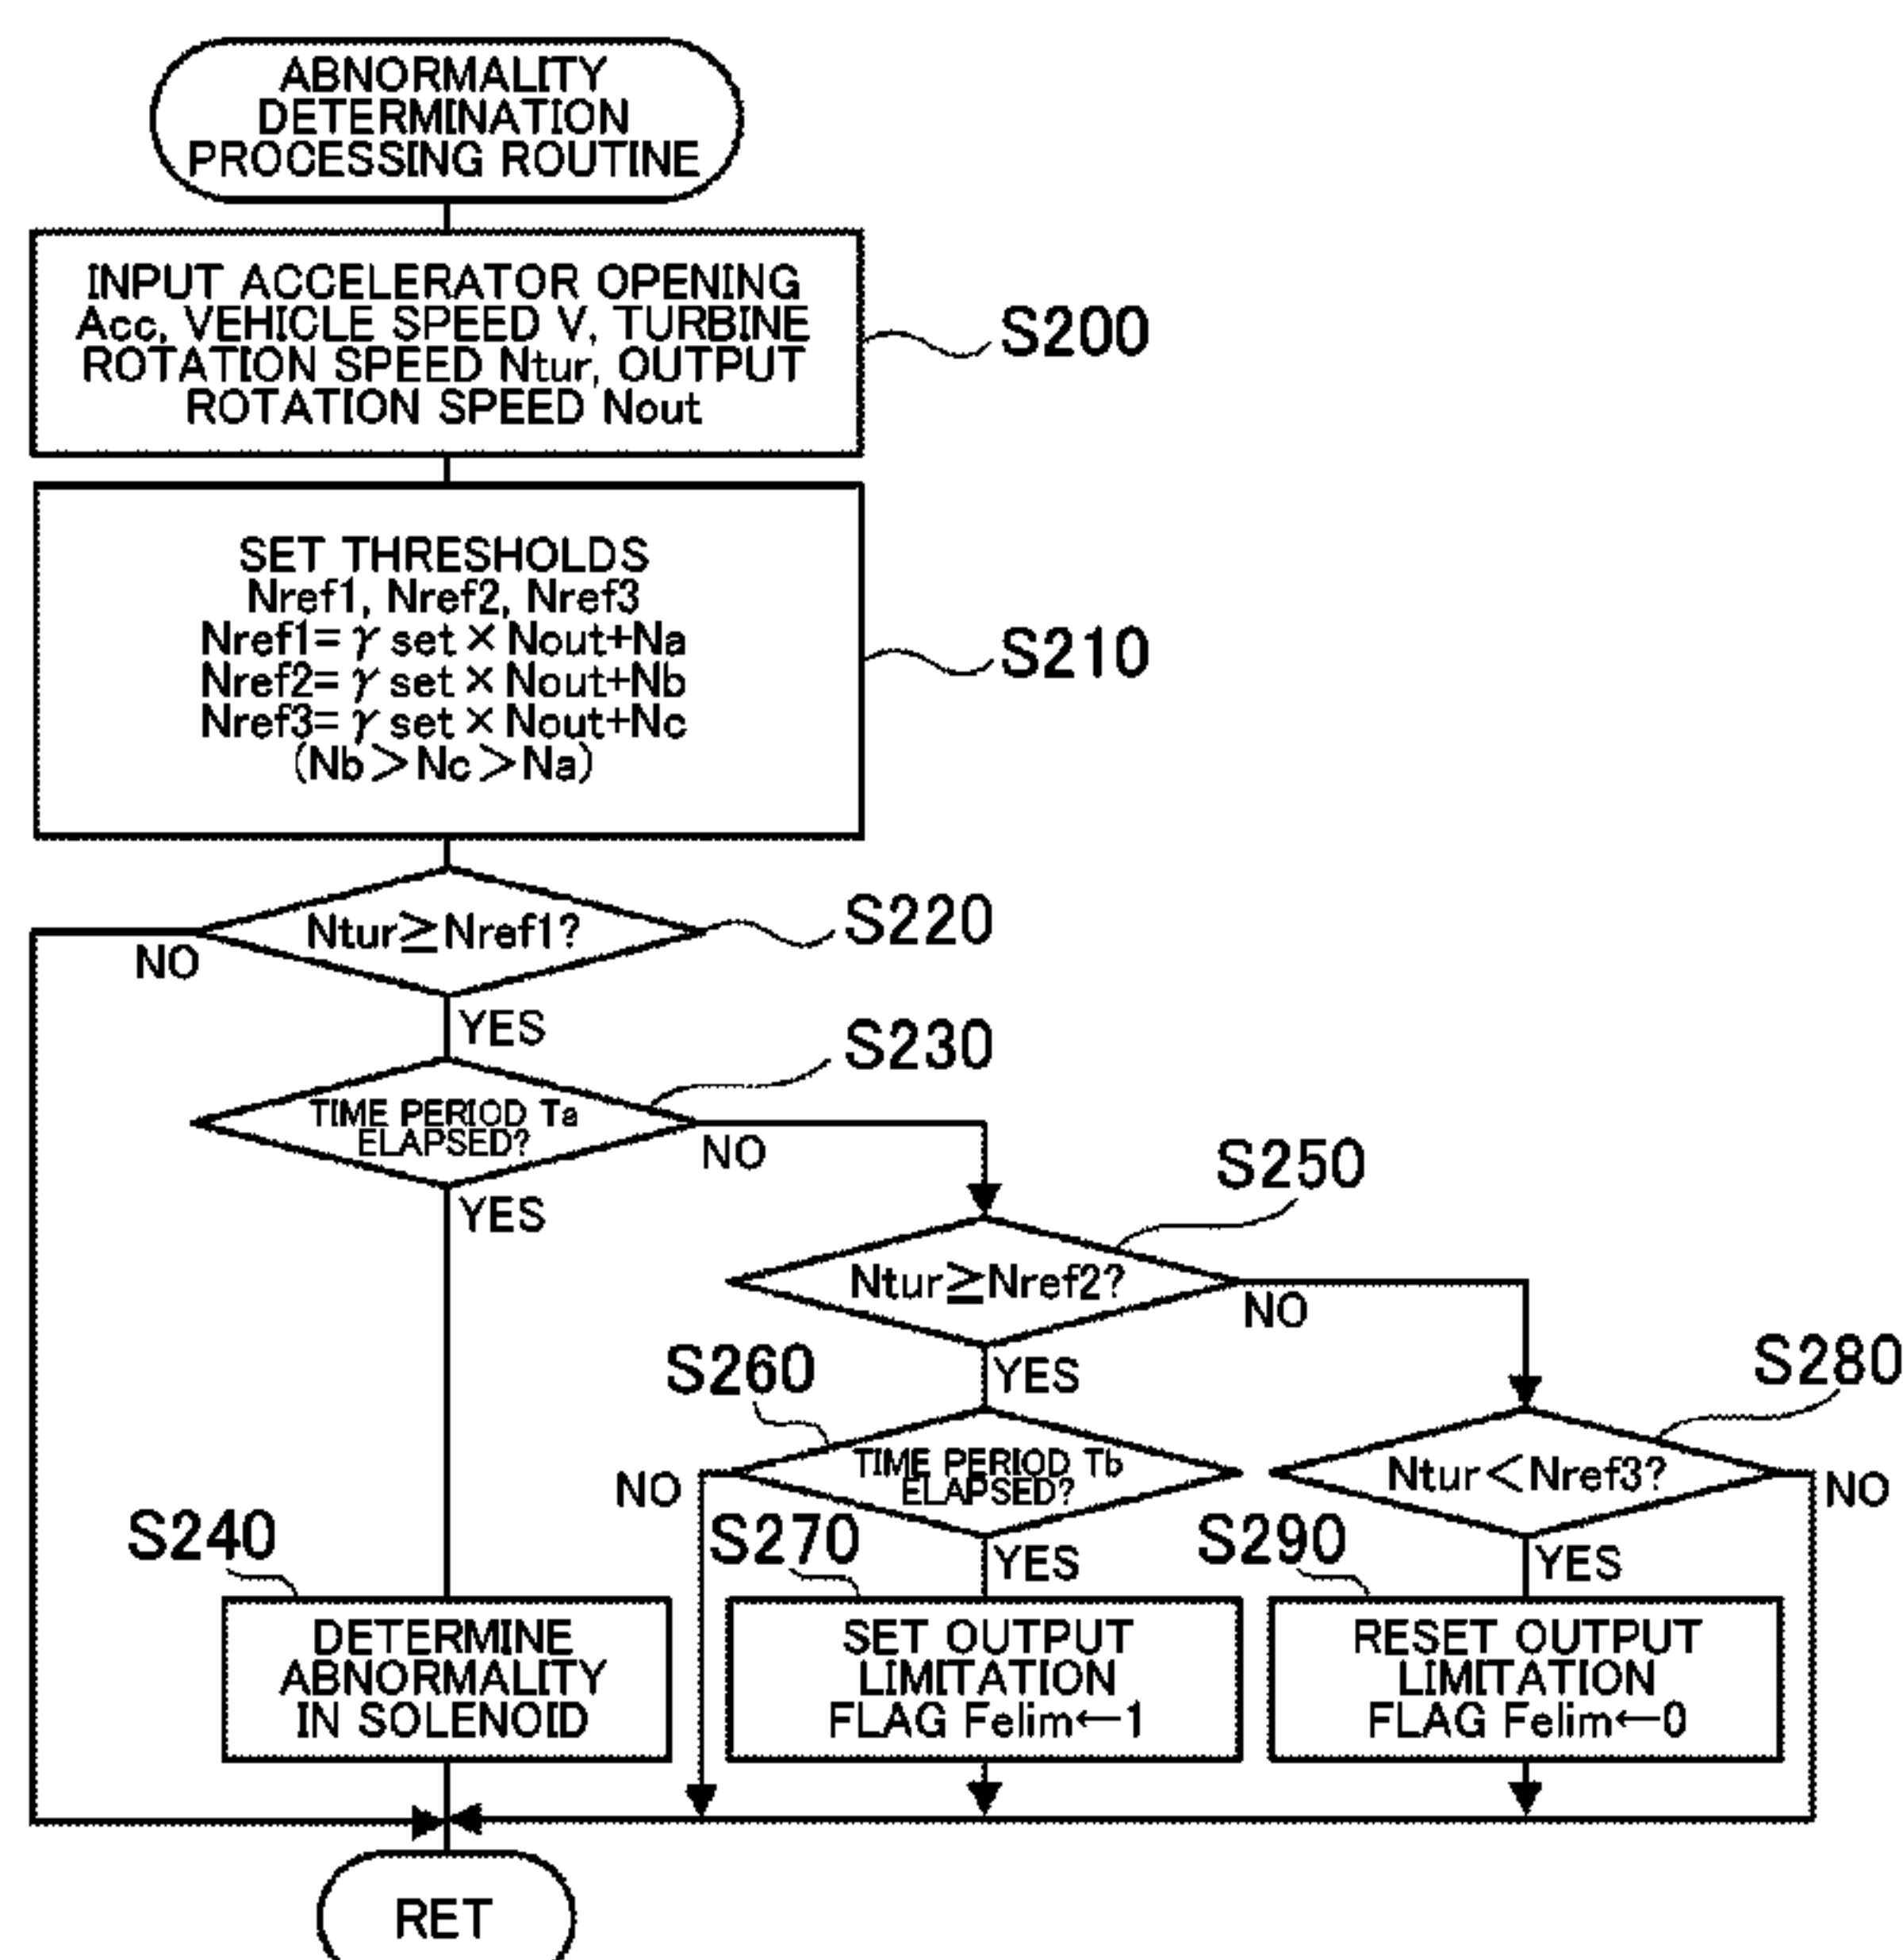 ABNORMALITY
DETERMINATION
PROCESSING ROUTINE
INPUT ACCELERATOR OPENING
Acc, VEHICLE SPEED V, TURBINE
ROTATION SPEED Ntur, OUTPUT
ROTATION SPEED Nout
S200
SET THRESHOLDS
Nref1, Nref2, Nref3
Nref1=γ set×Nout+Na
Nref2=γ set×Nout+Nb
Nref3=γ set×Nout+Nc
(Nb>Nc>Na)
S210
Ntur≧Nref1?
S220
NO
YES
S230
TIME PERIOD Ta
ELAPSED?
NO
YES
S250
Ntur≧Nref2?
NO
YES
S260
TIME PERIOD Tb
ELAPSED?
NO
YES
S280
Ntur<Nref3?
NO
YES
S240
DETERMINE
ABNORMALITY
IN SOLENOID
S270
SET OUTPUT
LIMITATION
FLAG Felim←1
S290
RESET OUTPUT
LIMITATION
FLAG Felim←0
RET